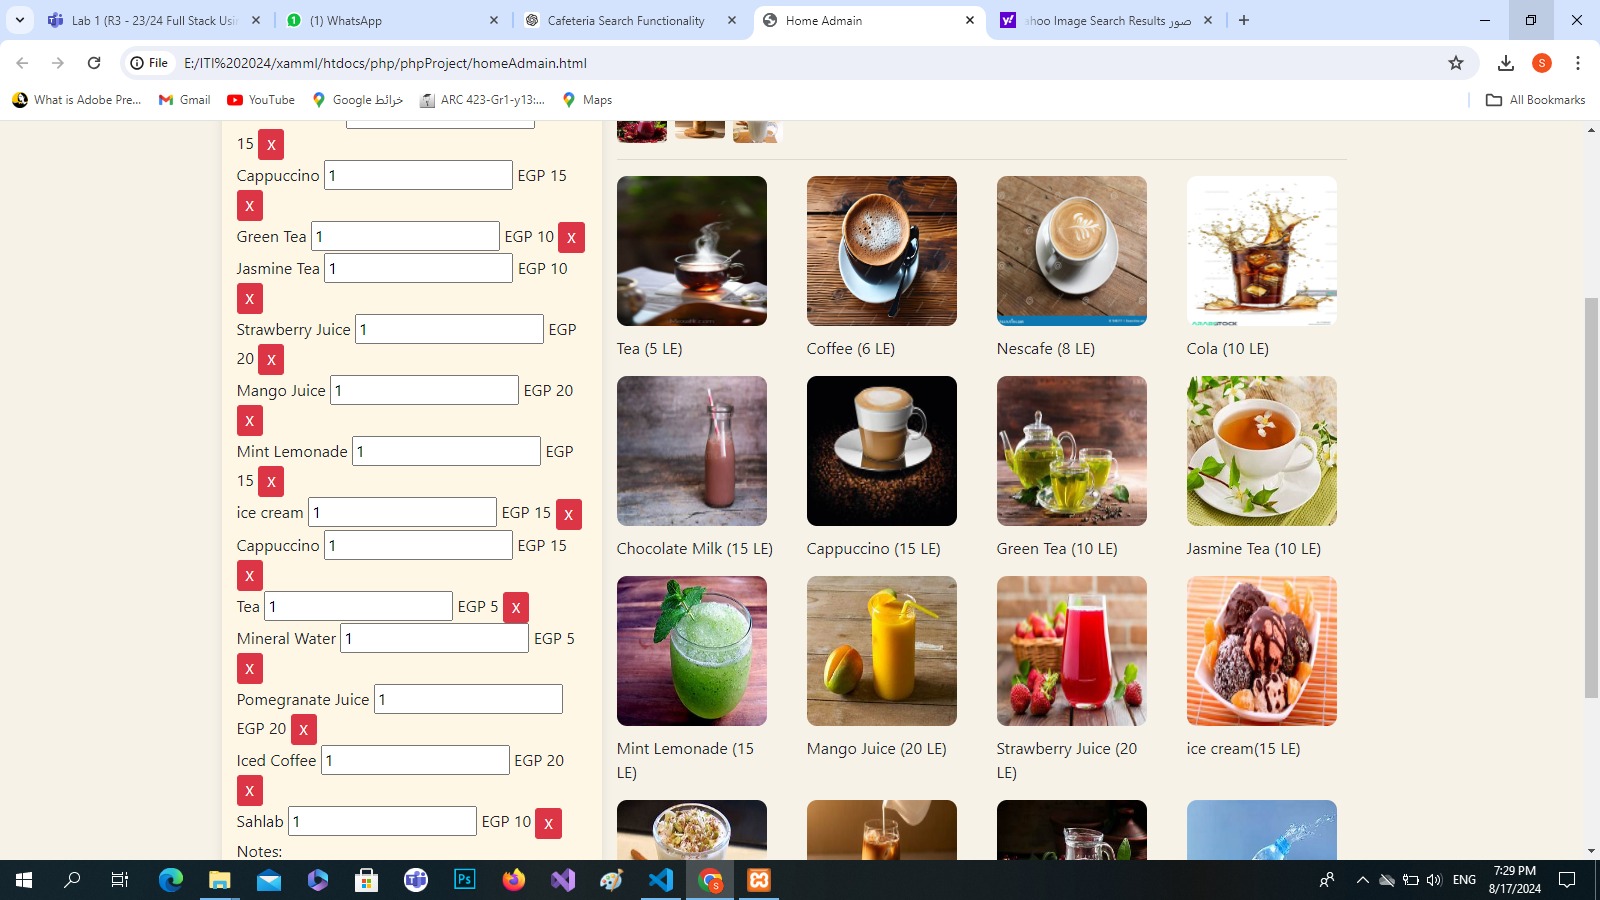 Lab 1 (R3 - 23/24 Full Stack Usi
(1) WhatsApp
Cafeteria Search Functionality
Home Admain
ahoo Image Search Results صور
File
E:/ITI%202024/xamml/htdocs/php/phpProject/homeAdmain.html
S
What is Adobe Pre...
Gmail
YouTube
Google خرائط
ARC 423-Gr1-y13:...
Maps
All Bookmarks
15 X
Cappuccino 1 EGP 15
X
Green Tea 1 EGP 10 X
Jasmine Tea 1 EGP 10
X
Strawberry Juice 1 EGP
20 X
Mango Juice 1 EGP 20
X
Mint Lemonade 1 EGP
15 X
ice cream 1 EGP 15 X
Cappuccino 1 EGP 15
X
Tea 1 EGP 5 X
Mineral Water 1 EGP 5
X
Pomegranate Juice 1
EGP 20 X
Iced Coffee 1 EGP 20
X
Sahlab 1 EGP 10 X
Notes:
Tea (5 LE)
Coffee (6 LE)
Nescafe (8 LE)
Cola (10 LE)
Chocolate Milk (15 LE)
Cappuccino (15 LE)
Green Tea (10 LE)
Jasmine Tea (10 LE)
Mint Lemonade (15
LE)
Mango Juice (20 LE)
Strawberry Juice (20
LE)
ice cream(15 LE)
Ps
S
ENG
7:29 PM
8/17/2024